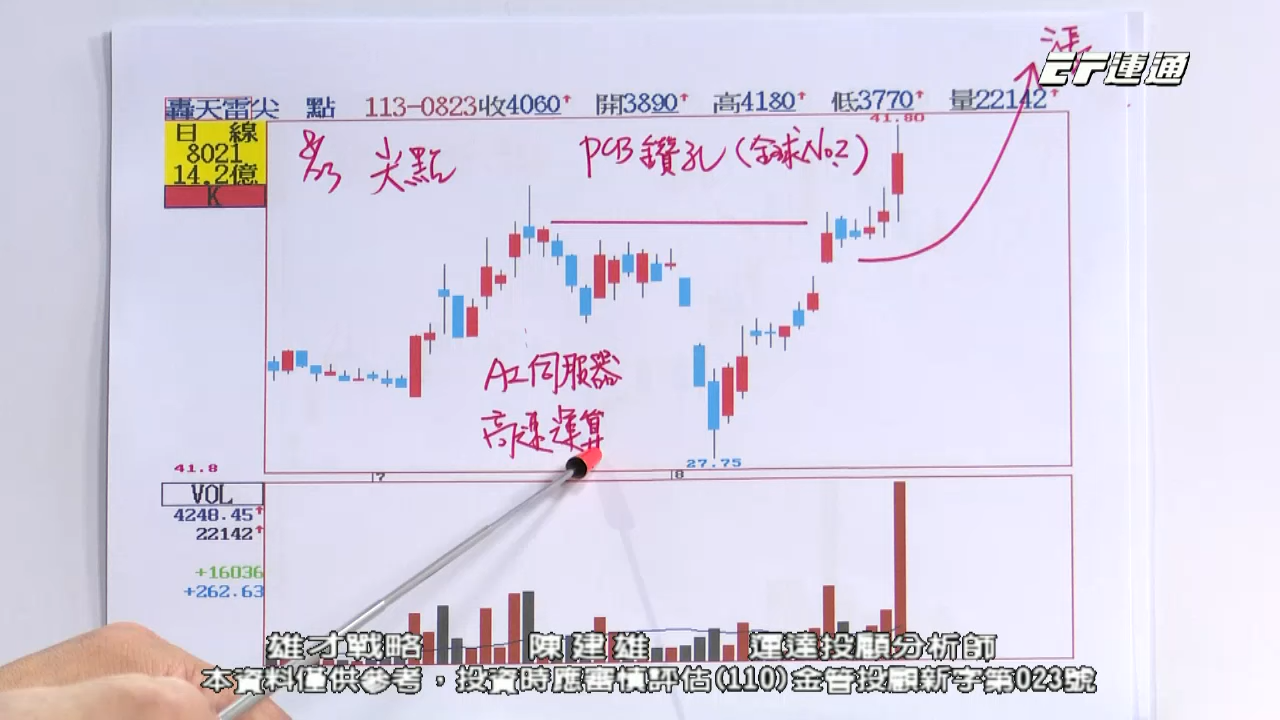 漲
CT運通
轟天雷尖 點 113-0823收4060↑ 開3890↑ 高4180↑ 低3770↑ 量22142↑
41.80
日 線
8021
14.2億
K
8/23 尖點 PCB鑽孔(全球No.2)
AI伺服器
高速運算
27.75
41.8
7 8
VOL
4248.45↑
22142↑
+16036
+262.63
雄才戰略 陳建雄 運達投顧分析師
本資料僅供參考，投資時應審慎評估(110)金管投顧新字第023號